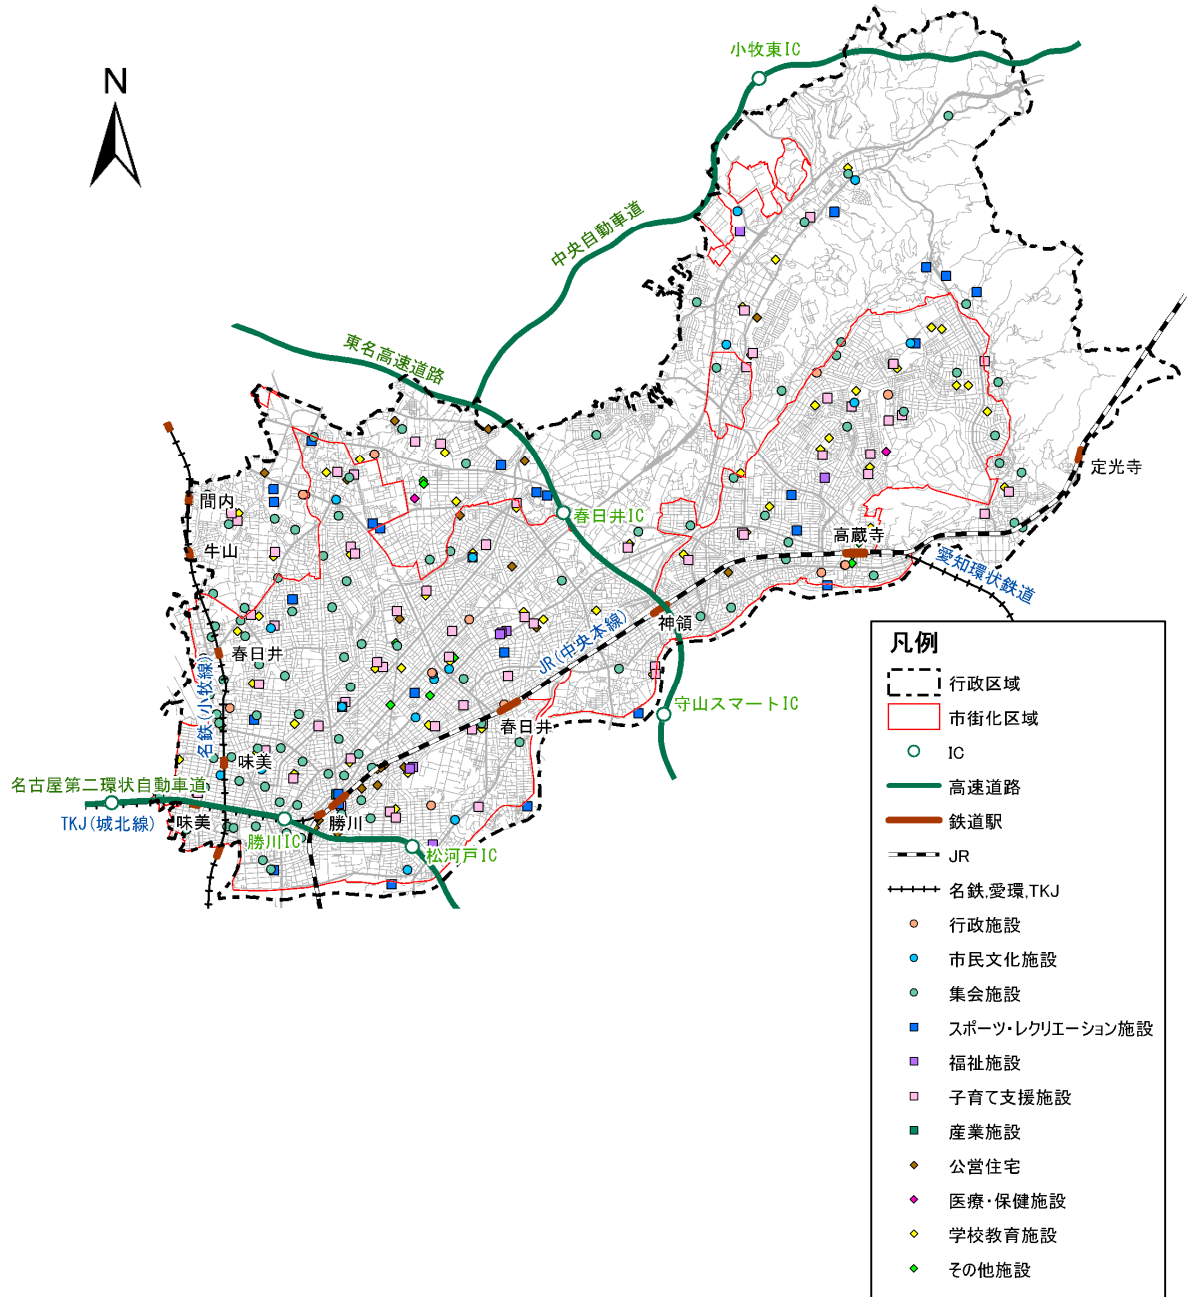 N
小牧東IC
中央自動車道
東名高速道路
間内
牛山
春日井IC
高蔵寺
定光寺
愛知環状鉄道
神領
JR(中央本線)
春日井
名鉄(小牧線)
守山スマートIC
春日井
味美
名古屋第二環状自動車道
TKJ(城北線)
味美
勝川
勝川IC
松河戸IC
凡例
行政区域
市街化区域
IC
高速道路
鉄道駅
JR
名鉄,愛環,TKJ
行政施設
市民文化施設
集会施設
スポーツ・レクリエーション施設
福祉施設
子育て支援施設
産業施設
公営住宅
医療・保健施設
学校教育施設
その他施設